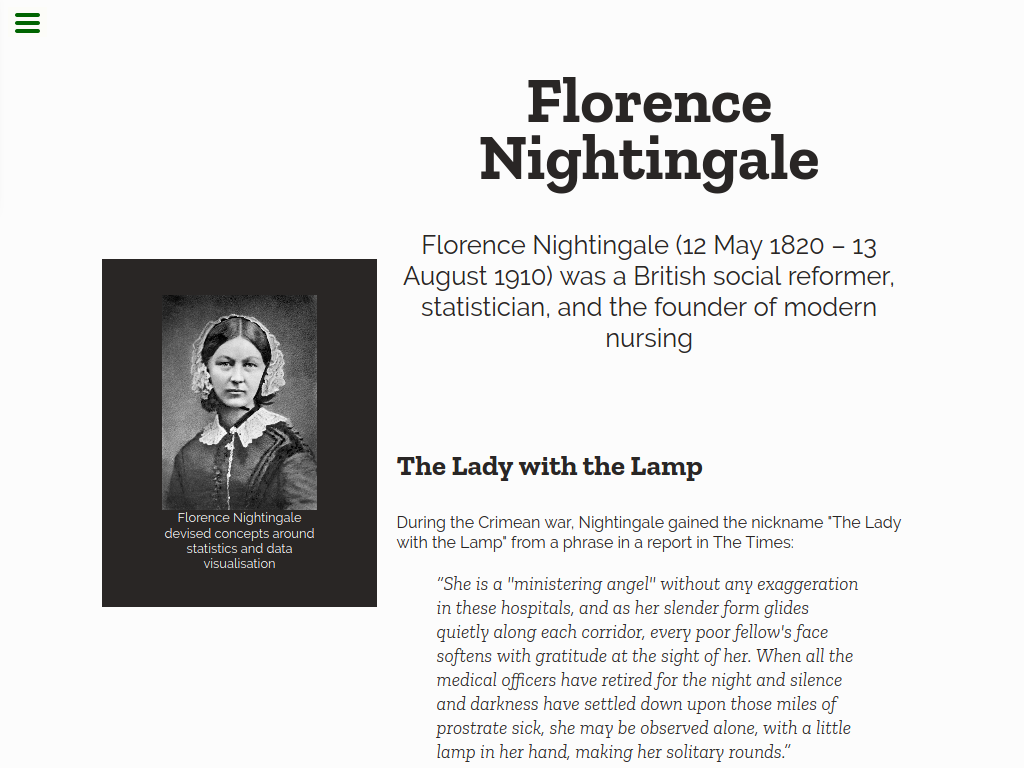 Florence
Nightingale
Florence Nightingale (12 May 1820 – 13
August 1910) was a British social reformer,
statistician, and the founder of modern
nursing
Florence Nightingale
devised concepts around
statistics and data
visualisation
The Lady with the Lamp
During the Crimean war, Nightingale gained the nickname "The Lady
with the Lamp" from a phrase in a report in The Times:
“She is a "ministering angel" without any exaggeration
in these hospitals, and as her slender form glides
quietly along each corridor, every poor fellow's face
softens with gratitude at the sight of her. When all the
medical officers have retired for the night and silence
and darkness have settled down upon those miles of
prostrate sick, she may be observed alone, with a little
lamp in her hand, making her solitary rounds.”